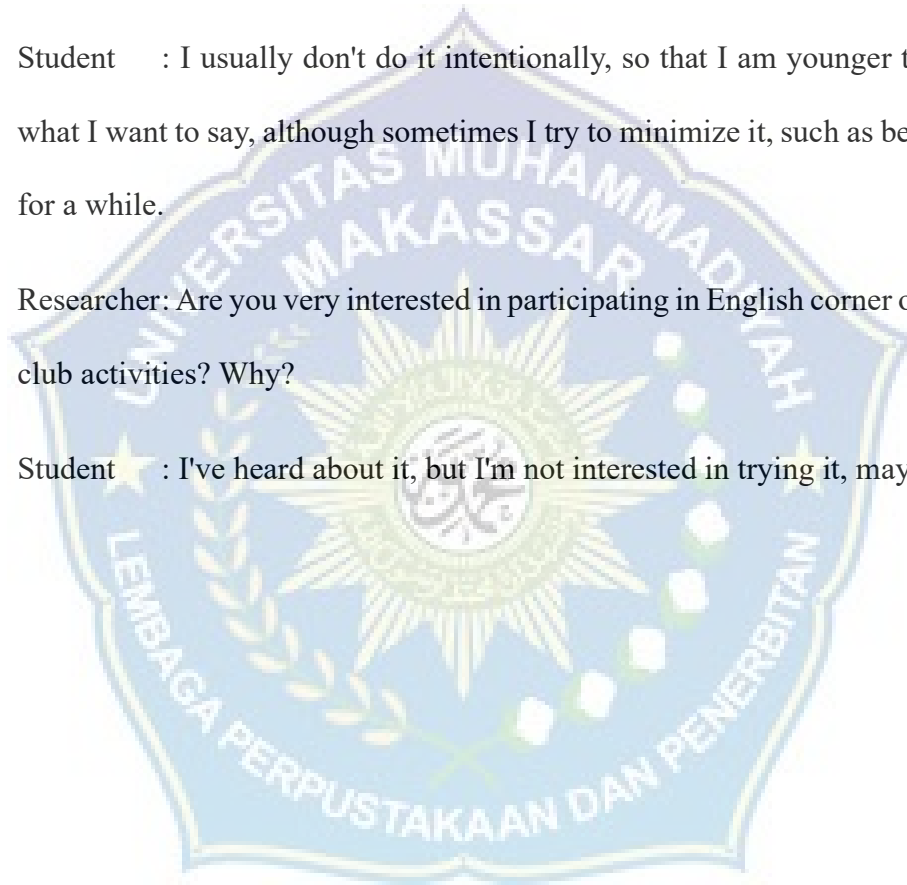 Student : I usually don't do it intentionally, so that I am younger
what I want to say, although sometimes I try to minimize it, such as
for a while.
Researcher: Are you very interested in participating in English corner
club activities? Why?
Student : I've heard about it, but I'm not interested in trying it,
UNIVERSITAS MUHAMMADIYAH
MAKASSAR
LEMBAGA PERPUSTAKAAN DAN PENERBITAN